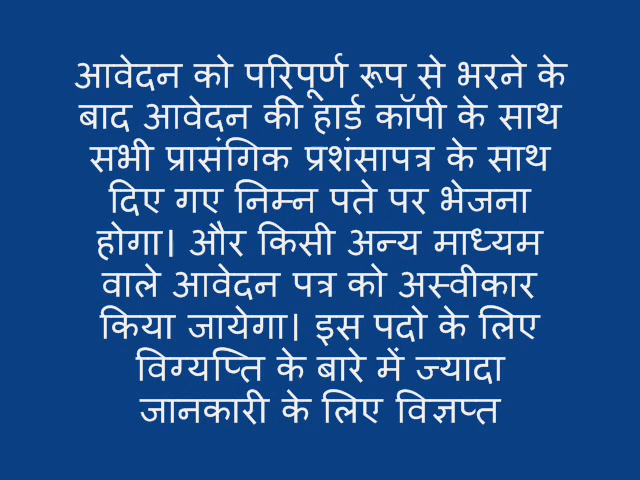 आवेदन को परिपूर्ण रूप से भरने के
बाद आवेदन की हार्ड कॉपी के साथ
सभी प्रासंगिक प्रशंसापत्र के साथ
दिए गए निम्न पते पर भेजना
होगा। और किसी अन्य माध्यम
वाले आवेदन पत्र को अस्वीकार
किया जायेगा। इस पदो के लिए
विग्यप्ति के बारे में ज्यादा
जानकारी के लिए विज्ञप्त